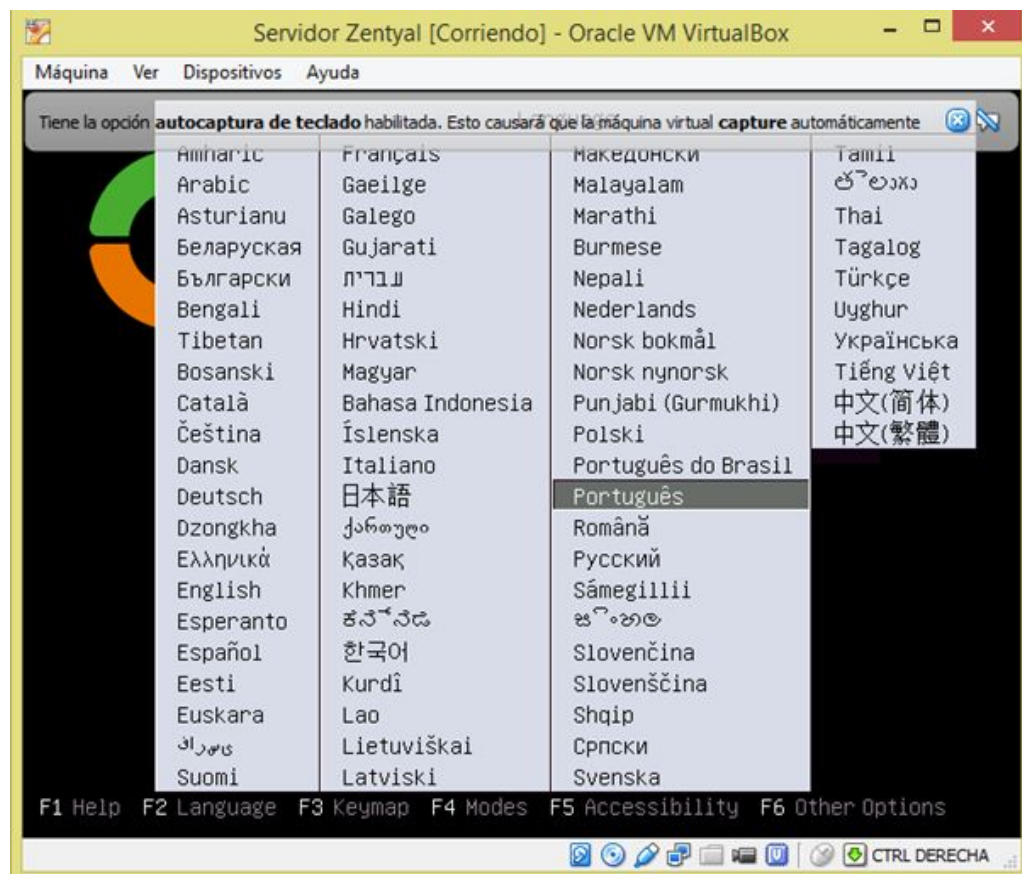 Servidor Zentyal [Corriendo] - Oracle VM VirtualBox
Máquina Ver Dispositivos Ayuda
Tiene la opción autocaptura de teclado habilitada. Esto causará que la máquina virtual capture automáticamente
Amharic
Arabic
Asturianu
Беларуская
Български
Bengali
Tibetan
Bosanski
Català
Čeština
Dansk
Deutsch
Dzongkha
Ελληνικά
English
Esperanto
Español
Eesti
Euskara
Suomi
Français
Gaeilge
Galego
Gujarati
עברית
Hindi
Hrvatski
Magyar
Bahasa Indonesia
Íslenska
Italiano
日本語
ქართული
Қазақ
Khmer
한국어
Kurdî
Lao
Lietuviškai
Latviski
Македонски
Malayalam
Marathi
Burmese
Nepali
Nederlands
Norsk bokmål
Norsk nynorsk
Punjabi (Gurmukhi)
Polski
Português do Brasil
Português
Română
Русский
Sámegillii
Slovenčina
Slovenščina
Shqip
Српски
Svenska
Tamil
Thai
Tagalog
Türkçe
Uyghur
Українська
Tiếng Việt
中文(简体)
中文(繁體)
F1 Help F2 Language F3 Keymap F4 Modes F5 Accessibility F6 Other Options
CTRL DERECHA